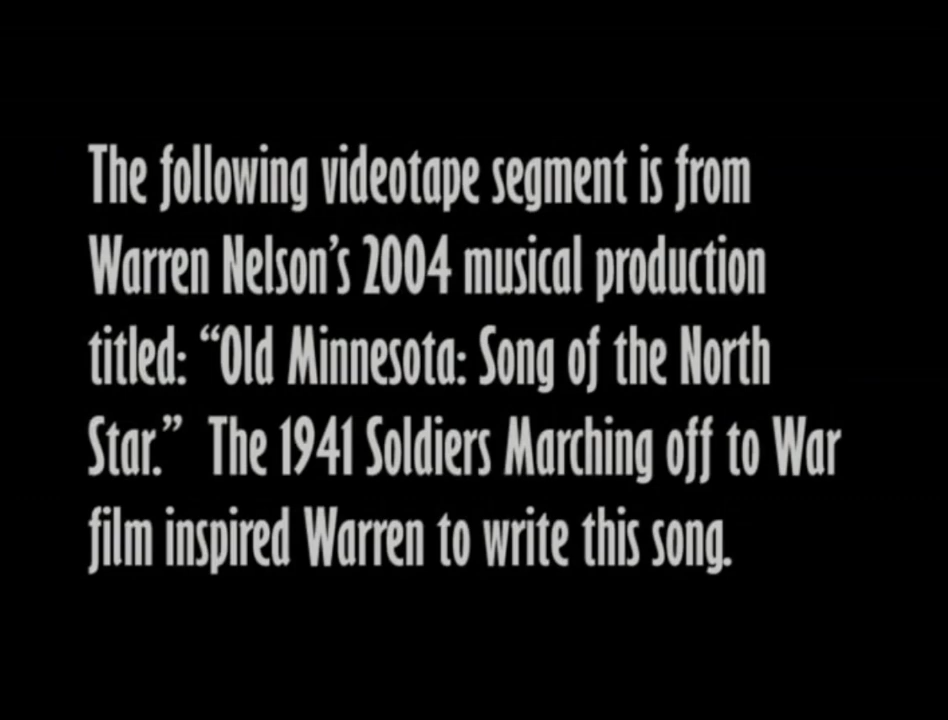 The following videotape segment is from
Warren Nelson’s 2004 musical production
titled: “Old Minnesota: Song of the North
Star.”  The 1941 Soldiers Marching off to War
film inspired Warren to write this song.